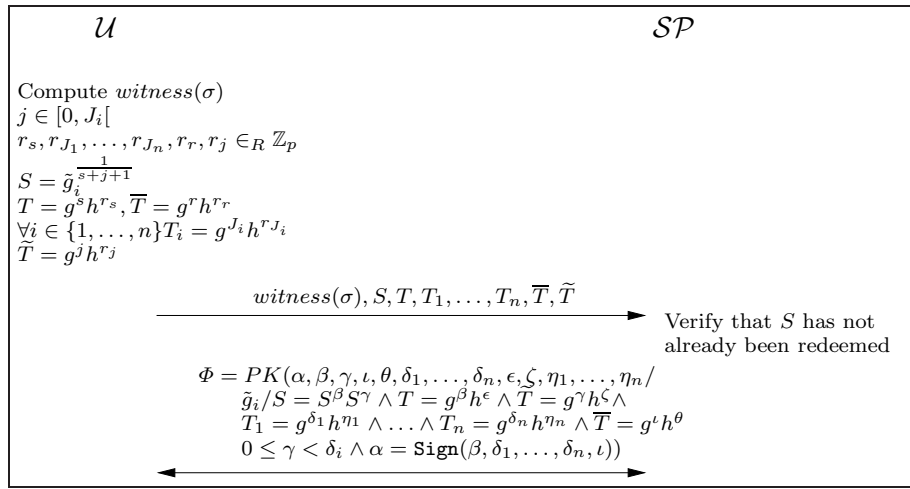 𝒰 𝒮𝒫
Compute witness(σ)
j ∈ [0, J_i[
r_s, r_{J_1}, …, r_{J_n}, r_r, r_j ∈_R ℤ_p
S = g̃_i^{1/(s+j+1)}
T = g^s h^{r_s}, T̅ = g^r h^{r_r}
∀i ∈ {1, …, n}T_i = g^{J_i} h^{r_{J_i}}
T̃ = g^j h^{r_j}
witness(σ), S, T, T_1, …, T_n, T̅, T̃
Verify that S has not
already been redeemed
Φ = PK(α, β, γ, ι, θ, δ_1, …, δ_n, ϵ, ζ, η_1, …, η_n/
g̃_i/S = S^β S^γ ∧ T = g^β h^ϵ ∧ T̃ = g^γ h^ζ ∧
T_1 = g^{δ_1} h^{η_1} ∧ … ∧ T_n = g^{δ_n} h^{η_n} ∧ T̅ = g^ι h^θ
0 ≤ γ < δ_i ∧ α = Sign(β, δ_1, …, δ_n, ι))